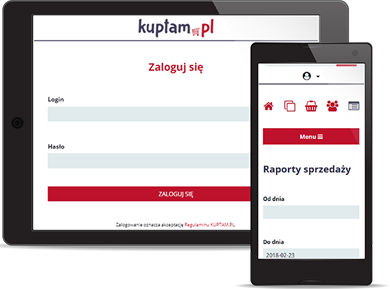 kupłam.pl
Zaloguj się
Login
Hasło
ZALOGUJ SIĘ
Zalogowanie oznacza akceptację Regulaminu KUPTAM.PL
Menu
Raporty sprzedaży
Od dnia
Do dnia
2018-02-23